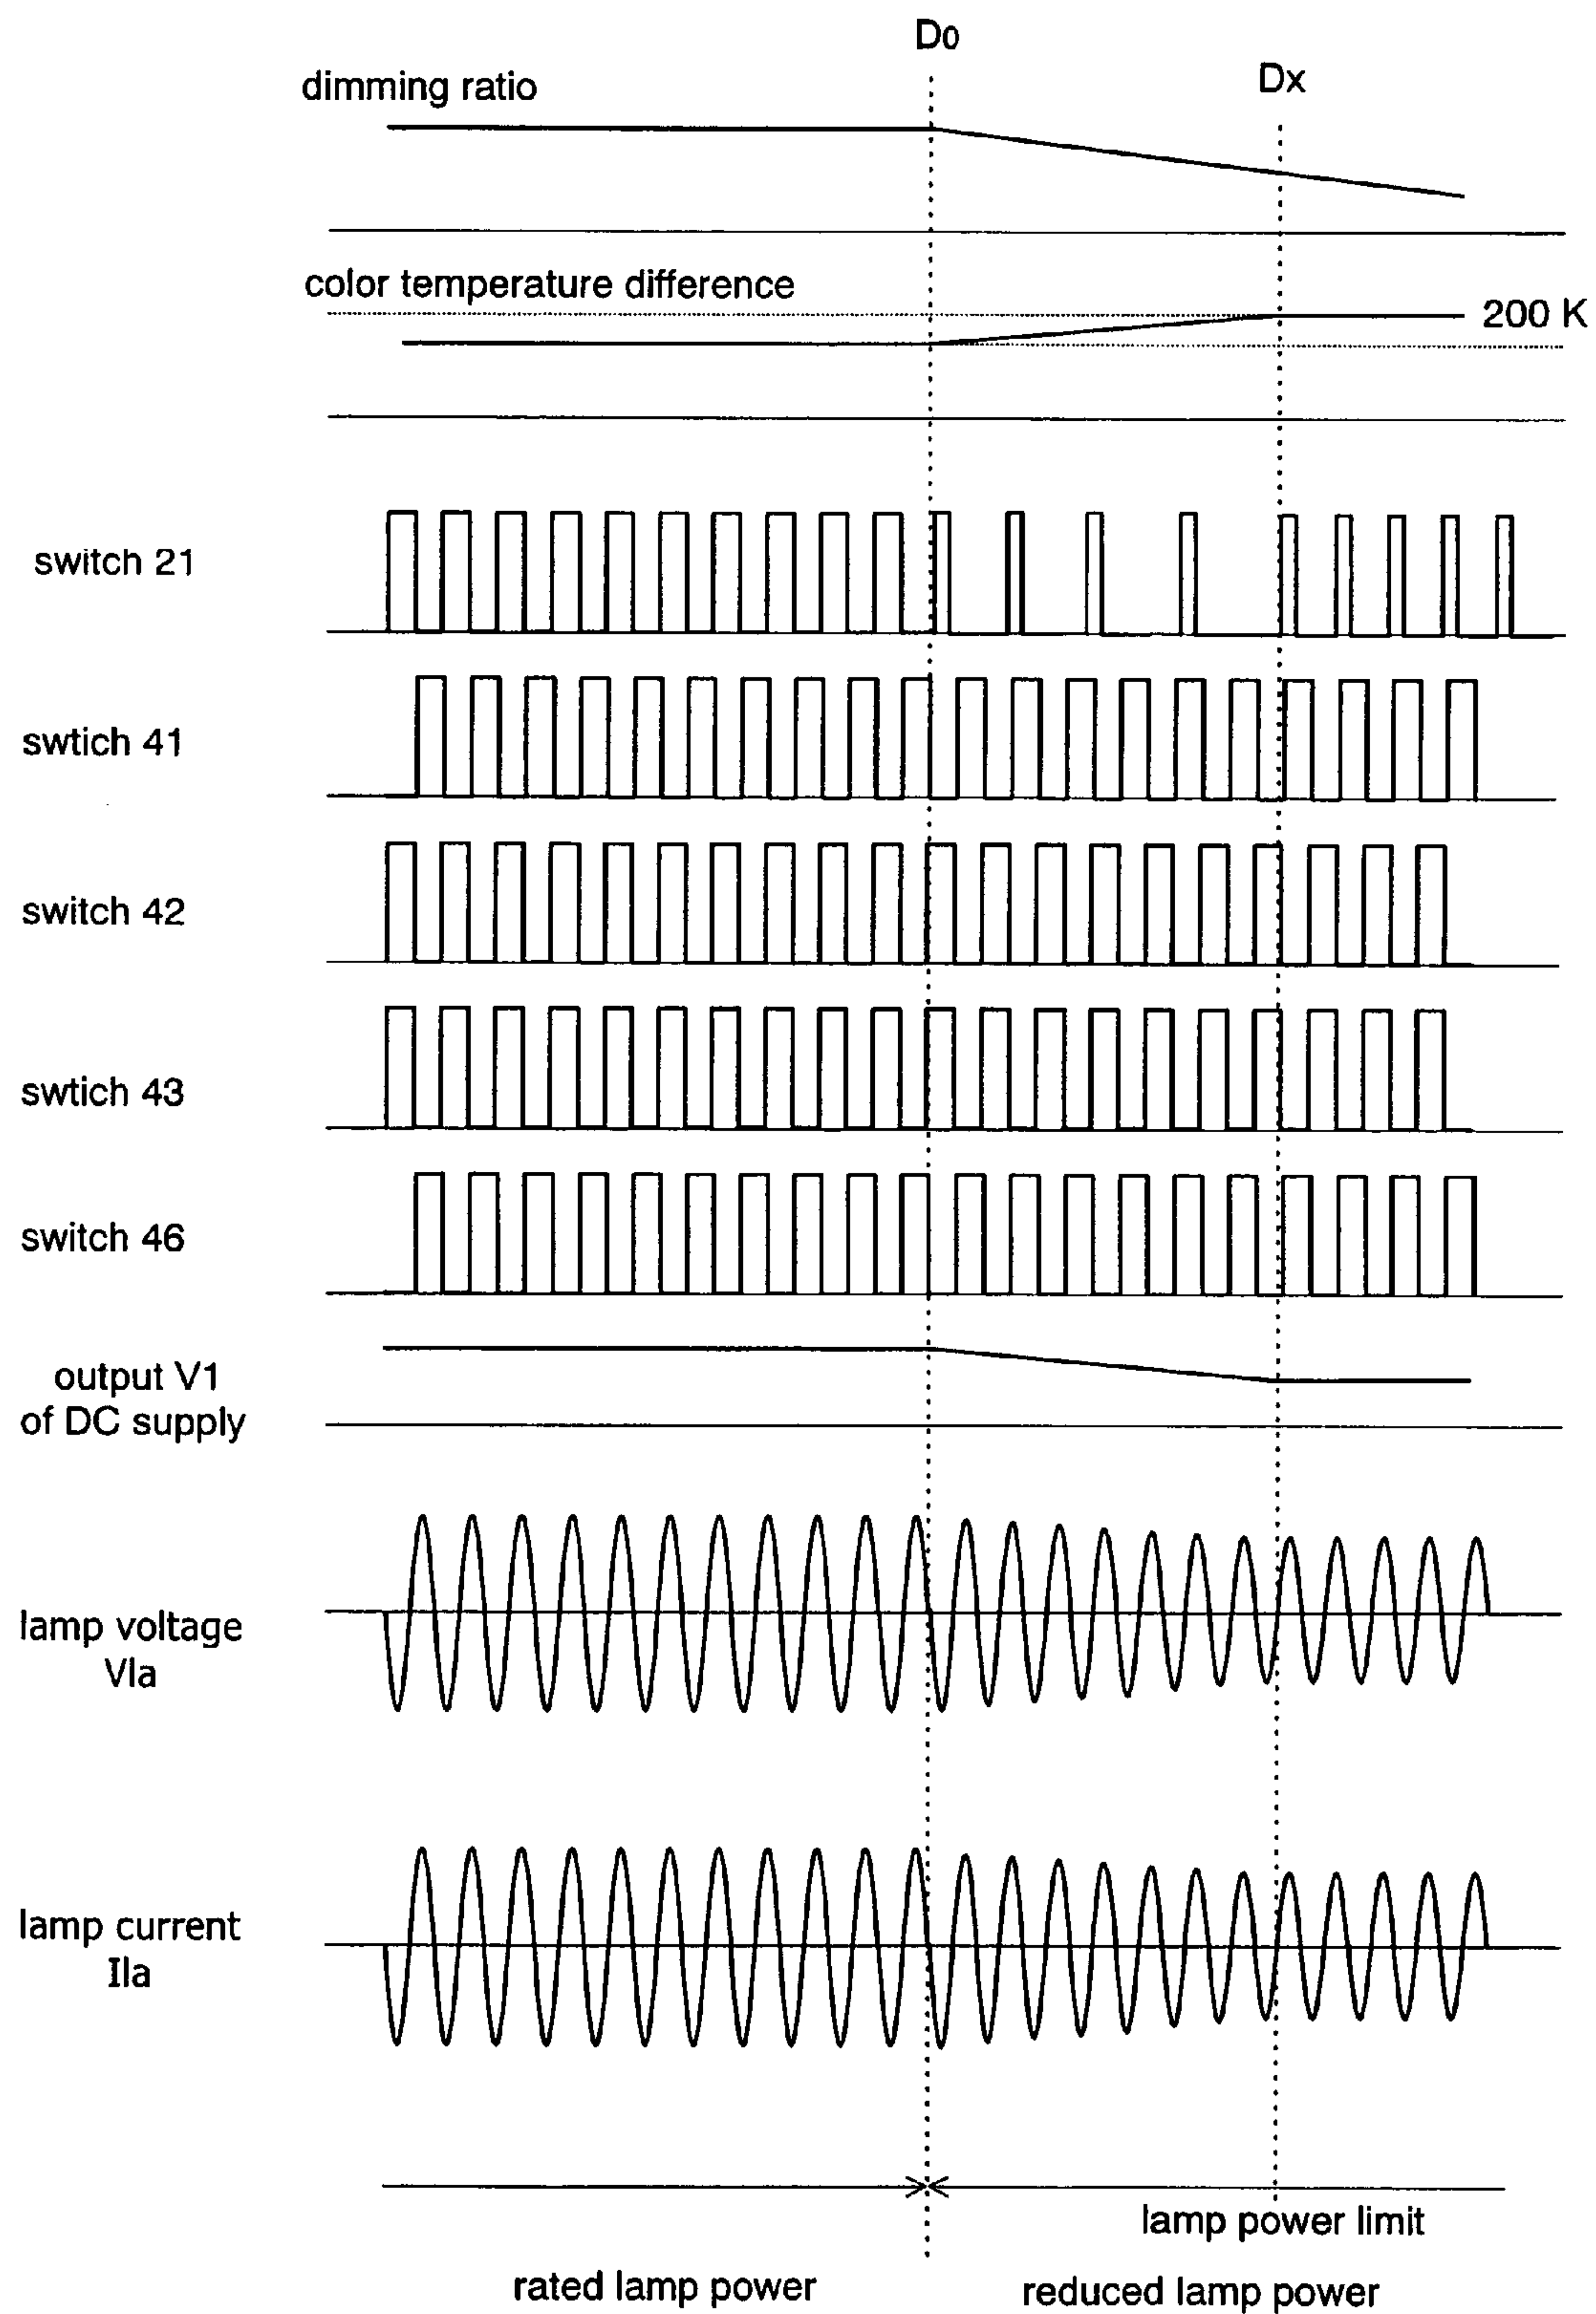 Do
Dx
dimming ratio
color temperature difference
200 K
switch 21
swtich 41
switch 42
swtich 43
switch 46
output V1
of DC supply
lamp voltage
Vla
lamp current
Ila
lamp power limit
rated lamp power
reduced lamp power